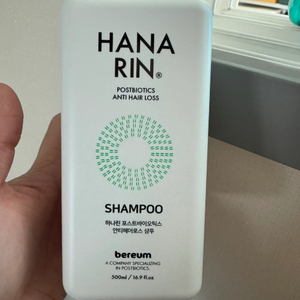 HANA
RIN®
POSTBIOTICS
ANTI HAIR LOSS
SHAMPOO
하나린 포스트바이오틱스
안티헤어로스 샴푸
bereum
A COMPANY SPECIALIZING
IN POSTBIOTICS.
500ml / 16.9 fl.oz